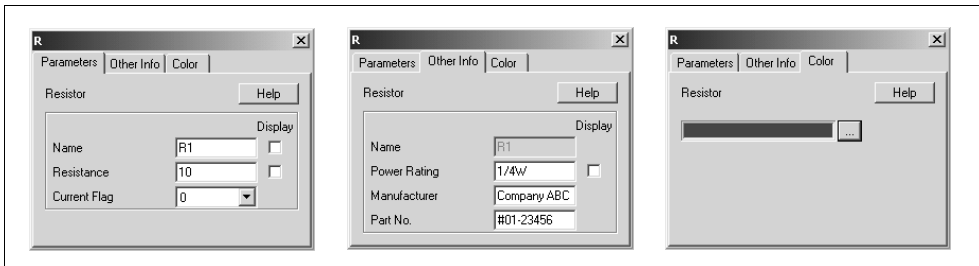 R
Parameters Other Info Color
Resistor Help
Display
Name R1
Resistance 10
Current Flag 0
R
Parameters Other Info Color
Resistor Help
Display
Name R1
Power Rating 1/4W
Manufacturer Company ABC
Part No. #01-23456
R
Parameters Other Info Color
Resistor Help
...